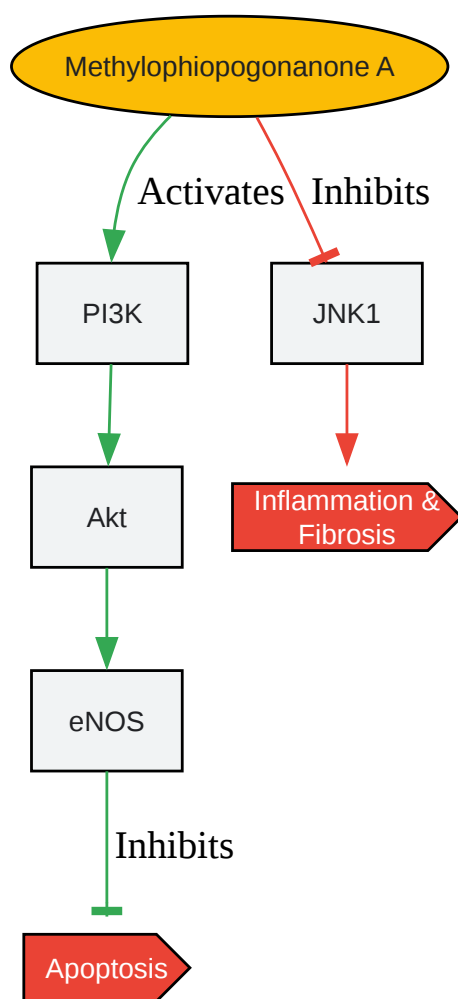 Methylophiopogonanone A
Activates
Inhibits
PI3K
JNK1
Akt
Inflammation &
Fibrosis
eNOS
Inhibits
Apoptosis